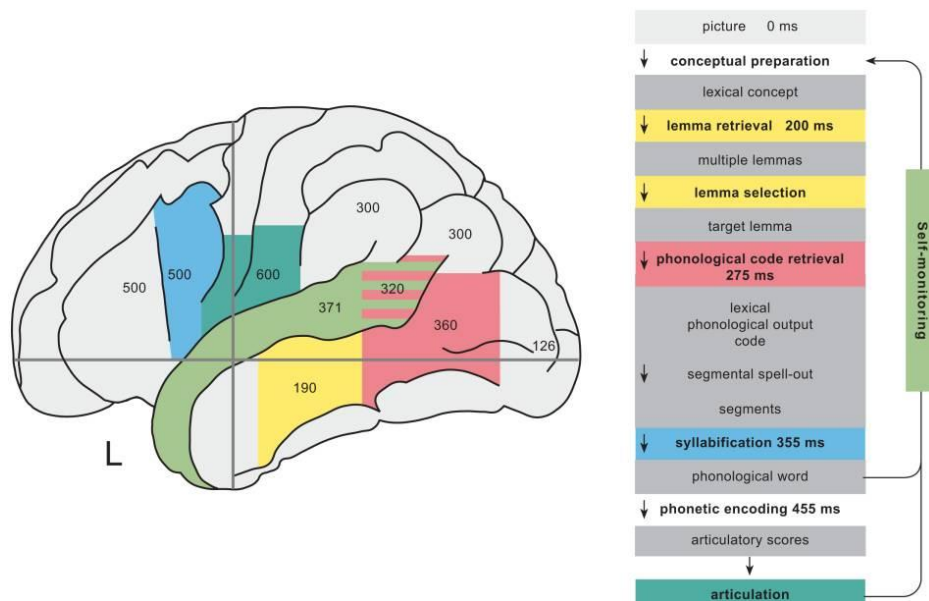 300
300
500
500
600
320
371
360
126
190
L
picture 0 ms
conceptual preparation
lexical concept
lemma retrieval 200 ms
multiple lemmas
lemma selection
target lemma
phonological code retrieval
275 ms
lexical
phonological output
code
segmental spell-out
segments
syllabification 355 ms
phonological word
phonetic encoding 455 ms
articulatory scores
articulation
Self-monitoring